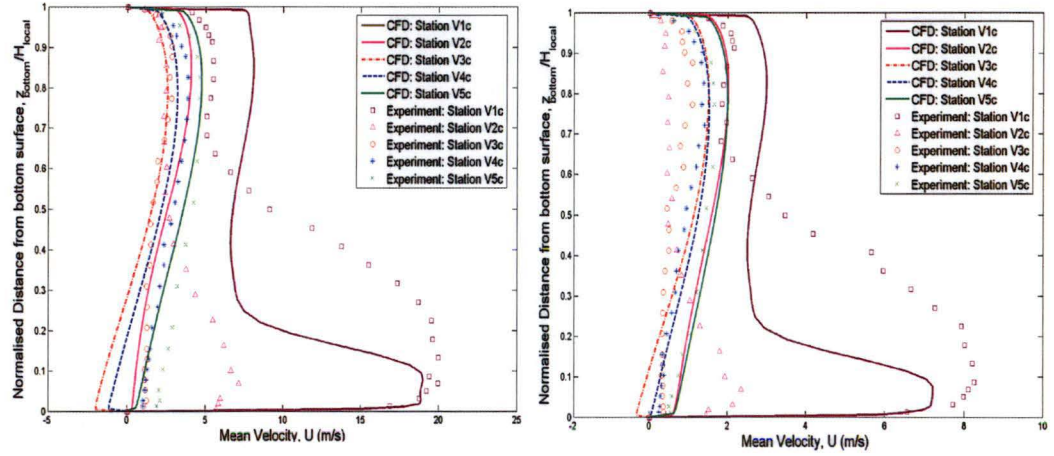 Normalised Distance from bottom surface, z_bottom/H_local
1
0.9
0.8
0.7
0.6
0.5
0.4
0.3
0.2
0.1
0
-5
0
5
10
15
20
25
Mean Velocity, U (m/s)
CFD: Station V1c
CFD: Station V2c
CFD: Station V3c
CFD: Station V4c
CFD: Station V5c
Experiment: Station V1c
Experiment: Station V2c
Experiment: Station V3c
Experiment: Station V4c
Experiment: Station V5c
Normalised Distance from bottom surface, z_bottom/H_local
1
0.9
0.8
0.7
0.6
0.5
0.4
0.3
0.2
0.1
0
-2
0
2
4
6
8
10
Mean Velocity, U (m/s)
CFD: Station V1c
CFD: Station V2c
CFD: Station V3c
CFD: Station V4c
CFD: Station V5c
Experiment: Station V1c
Experiment: Station V2c
Experiment: Station V3c
Experiment: Station V4c
Experiment: Station V5c